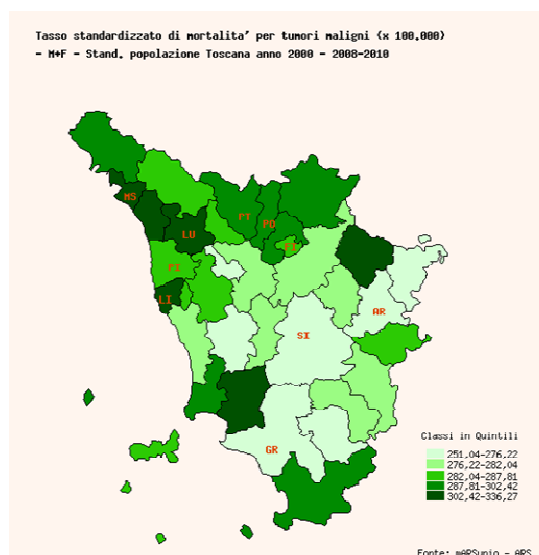 Tasso standardizzato di mortalita' per tumori maligni (x 100.000)
= M+F = Stand. popolazione Toscana anno 2000 = 2008-2010
MS
LU
PT
PO
FI
PI
LI
AR
SI
GR
Classi in Quintili
251,04-276,22
276,22-282,04
282,04-287,81
287,81-302,42
302,42-336,27
Fonte: mARSupio - ARS